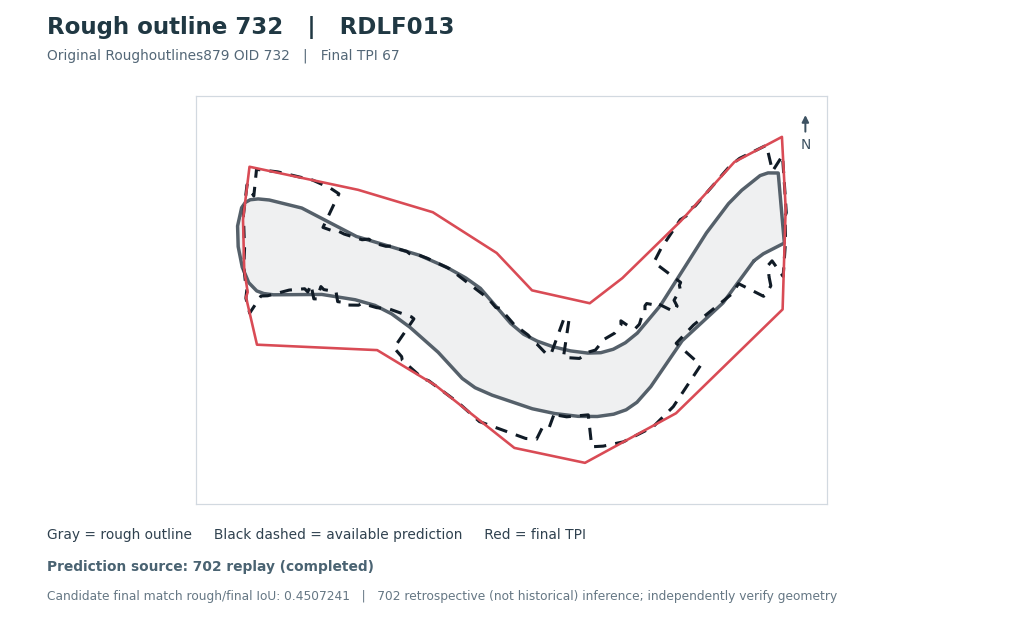 Rough outline 732   |   RDLF013
Original Roughoutlines879 OID 732   |   Final TPI 67
N
Gray = rough outline     Black dashed = available prediction     Red = final TPI
Prediction source: 702 replay (completed)
Candidate final match rough/final IoU: 0.4507241   |   702 retrospective (not historical) inference; independently verify geometry